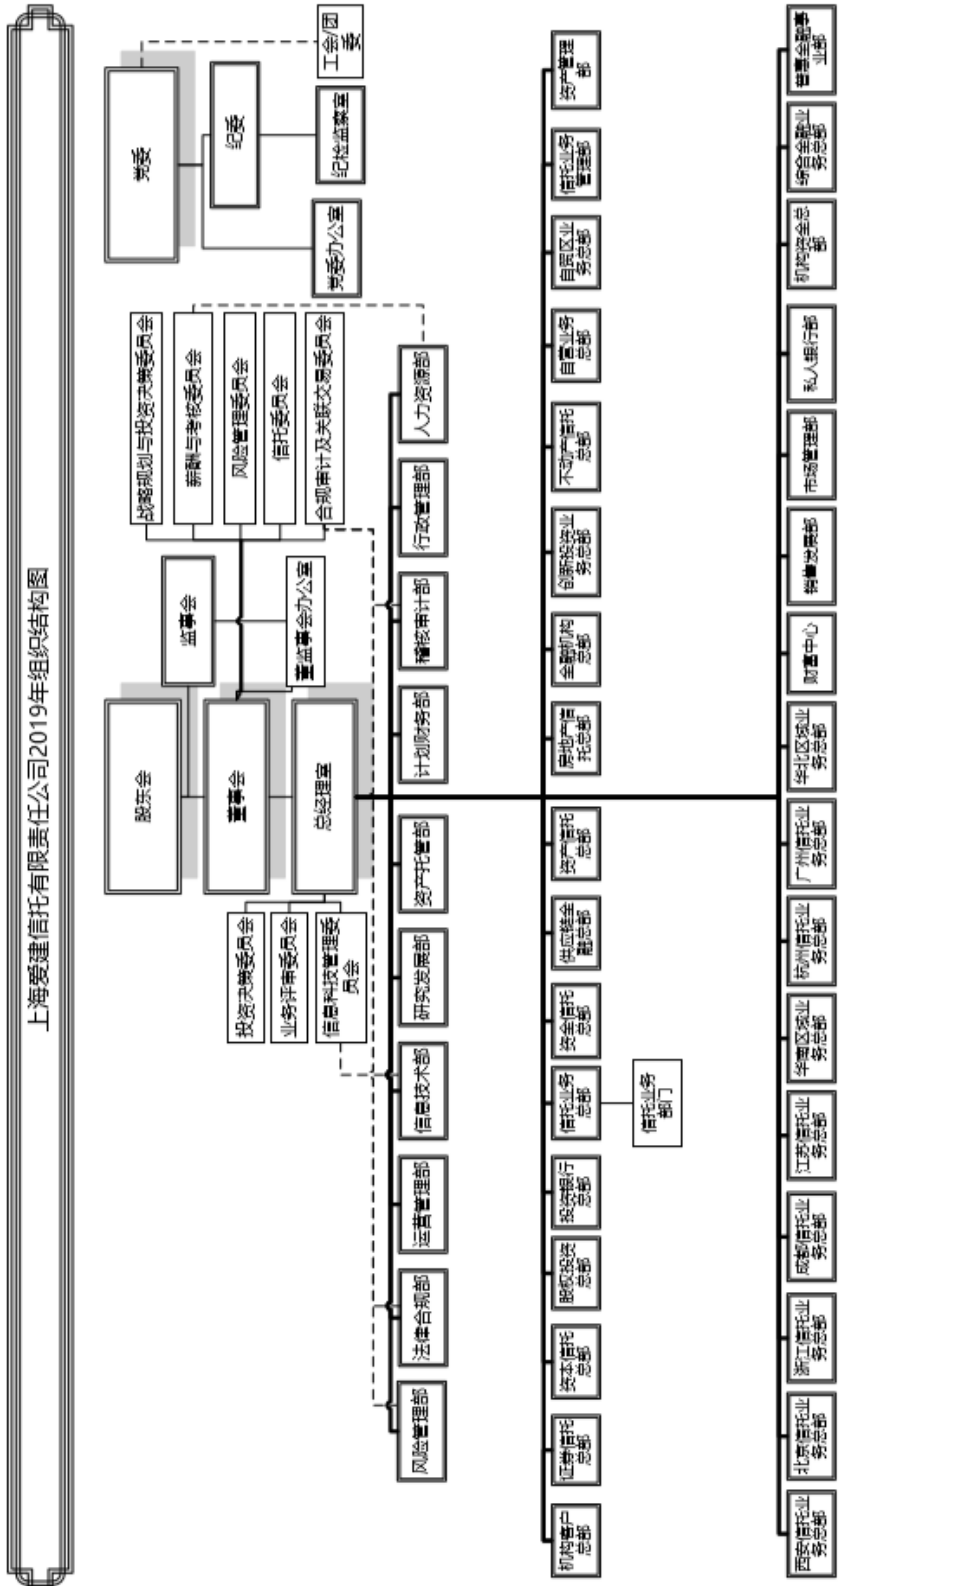 上海爱建信托有限责任公司2019年组织结构图
股东会
董事会
总经理室
监事会
董监事会办公室
投资决策委员会
业务评审委员会
信息科技管理委
员会
战略规划与投资决策委员会
薪酬与考核委员会
风险管理委员会
信托委员会
合规审计及关联交易委员会
党委
纪委
党委办公室
纪检监察室
工会/团
委
风险管理部
法律合规部
运营管理部
信息技术部
研究发展部
资产托管部
计划财务部
稽核审计部
行政管理部
人力资源部
机构客户
总部
证券信托
总部
资本信托
总部
股权投资
总部
投资银行
总部
信托业务
总部
资金信托
总部
供应链金
融总部
资产信托
总部
房地产信
托总部
金融机构
总部
创新投资业
务总部
不动产信托
总部
自营业务
总部
自贸区业
务总部
信托业务
管理部
资产管理
部
信托业务
部门
西安信托业
务总部
北京信托业
务总部
浙江信托业
务总部
成都信托业
务总部
江苏信托业
务总部
华南区域业
务总部
杭州信托业
务总部
广州信托业
务总部
华北区域业
务总部
财富中心
销售发展部
市场管理部
私人银行部
机构资金总
部
综合金融业
务总部
普惠金融事
业部